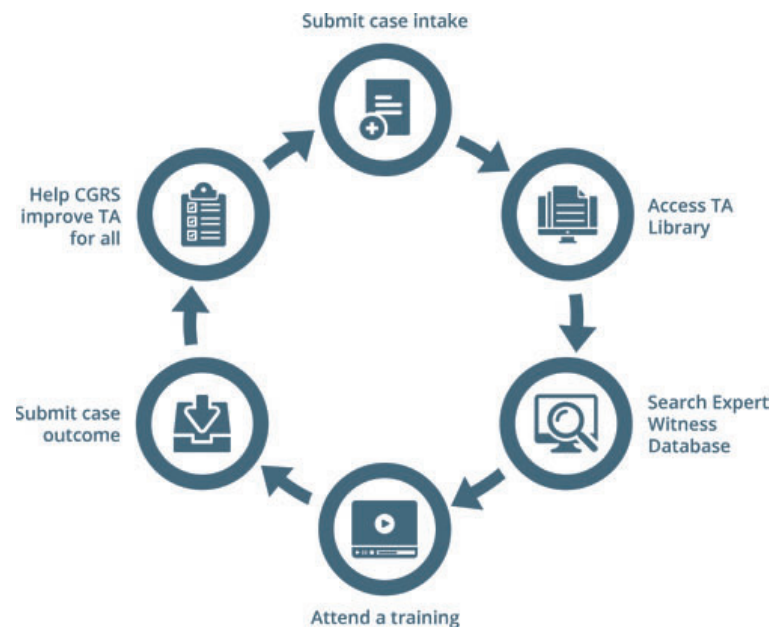 Submit case intake
Access TA
Library
Search Expert
Witness
Database
Attend a training
Submit case
outcome
Help CGRS
improve TA
for all